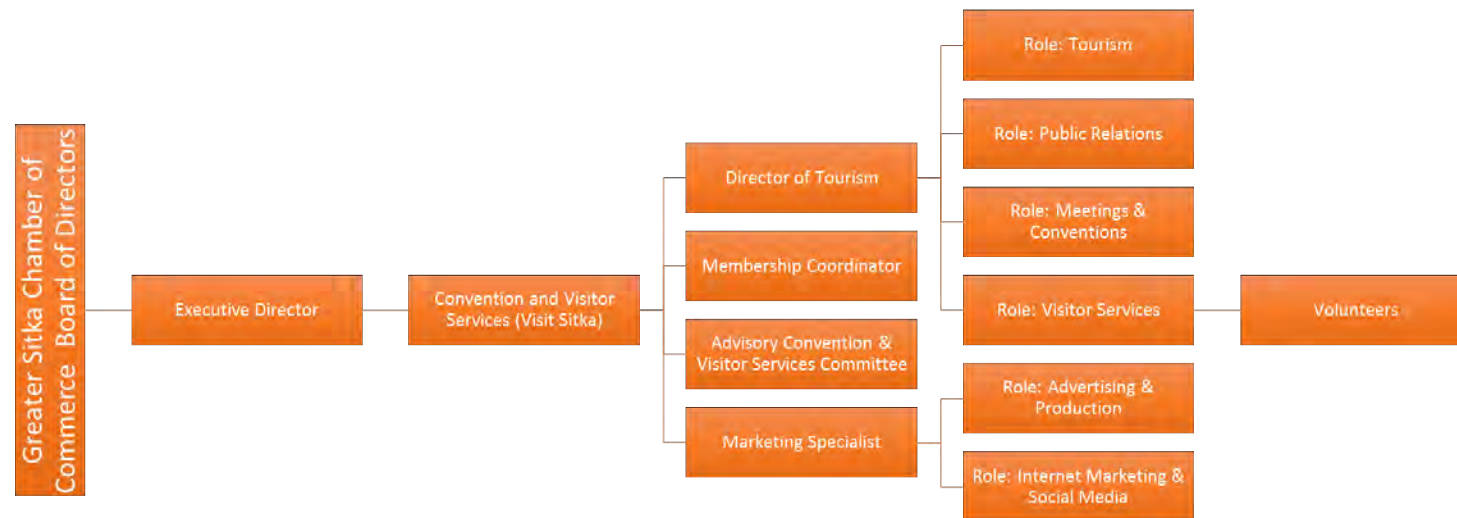 Greater Sitka Chamber of
Commerce Board of Directors
Executive Director
Convention and Visitor
Services (Visit Sitka)
Director of Tourism
Membership Coordinator
Advisory Convention &
Visitor Services Committee
Marketing Specialist
Role: Tourism
Role: Public Relations
Role: Meetings &
Conventions
Role: Visitor Services
Role: Advertising &
Production
Role: Internet Marketing &
Social Media
Volunteers